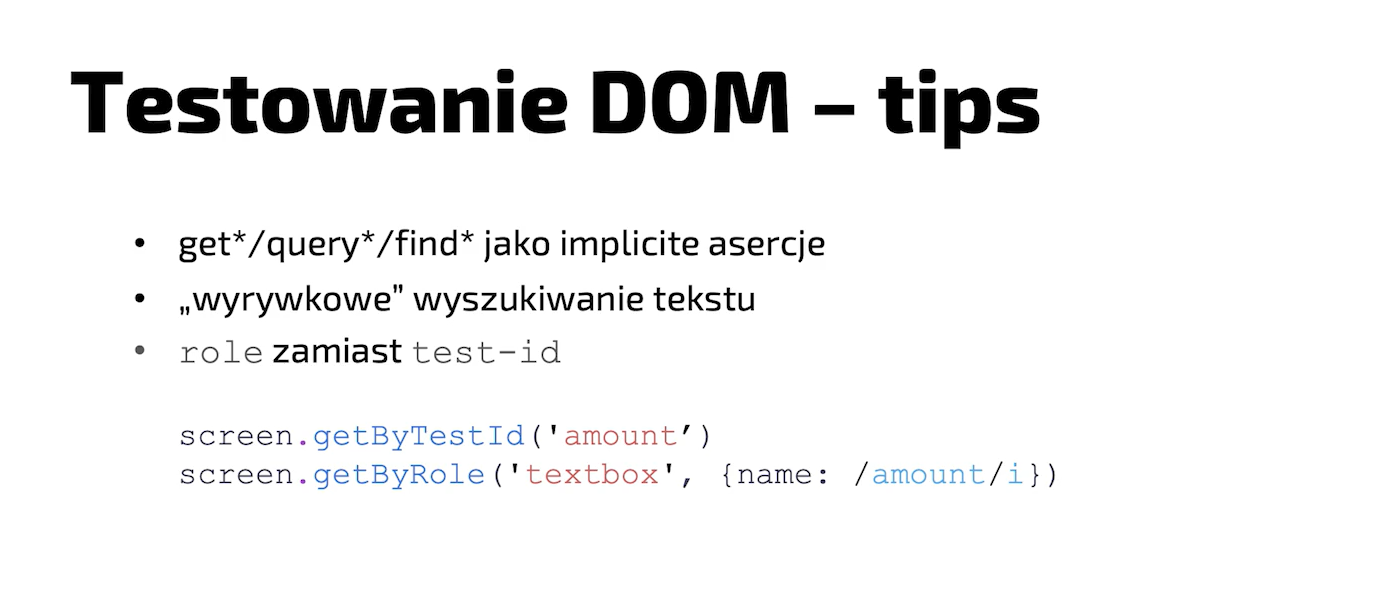 Testowanie DOM – tips
• get*/query*/find* jako implicite asercje
• „wyrywkowe” wyszukiwanie tekstu
• role zamiast test-id
screen.getByTestId('amount’)
screen.getByRole('textbox', {name: /amount/i})